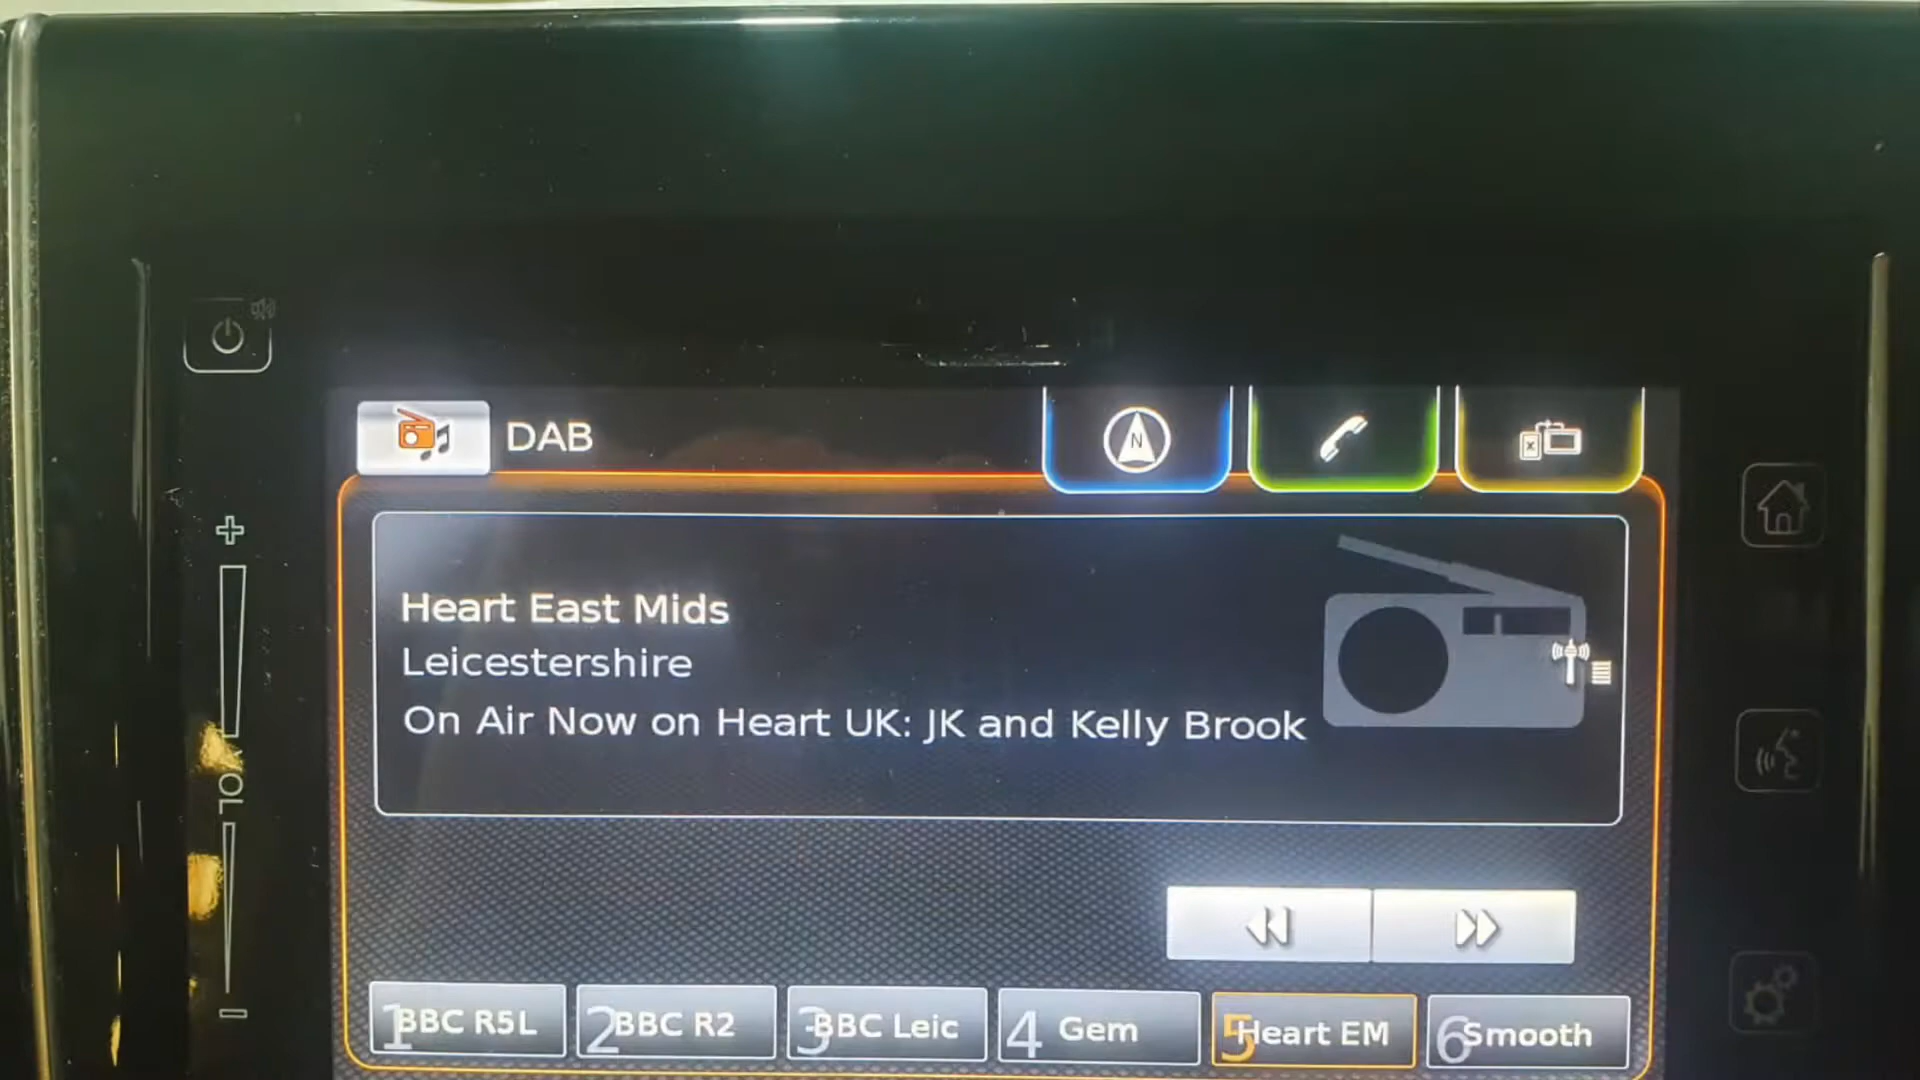 DAB
N
Heart East Mids
Leicestershire
On Air Now on Heart UK: JK and Kelly Brook
+
VOL
-
1 BBC R5L
2 BBC R2
3 BBC Leic
4 Gem
5 Heart EM
6 Smooth